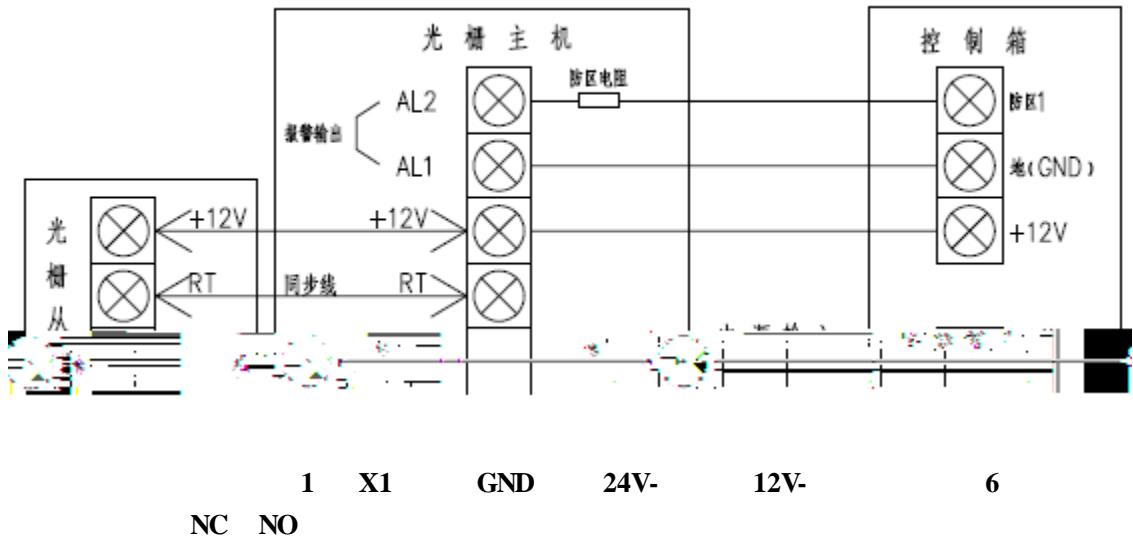 光栅主机
控制箱
防区电阻
AL2
防区1
报警输出
AL1
地(GND)
+12V
+12V
+12V
光栅从
RT
同步线
RT
1 X1 GND 24V- 12V- 6
NC NO